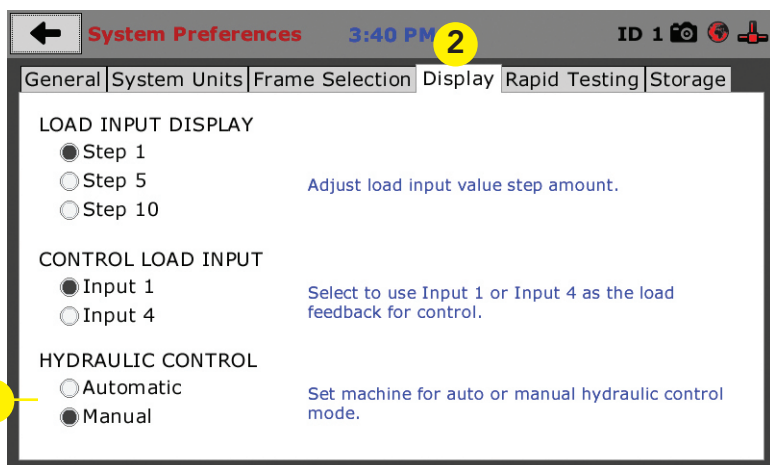 System Preferences 3:40 PM 2 ID 1
General System Units Frame Selection Display Rapid Testing Storage
LOAD INPUT DISPLAY
Step 1
Step 5
Adjust load input value step amount.
Step 10
CONTROL LOAD INPUT
Input 1
Select to use Input 1 or Input 4 as the load
feedback for control.
Input 4
HYDRAULIC CONTROL
Automatic
Set machine for auto or manual hydraulic control
mode.
Manual